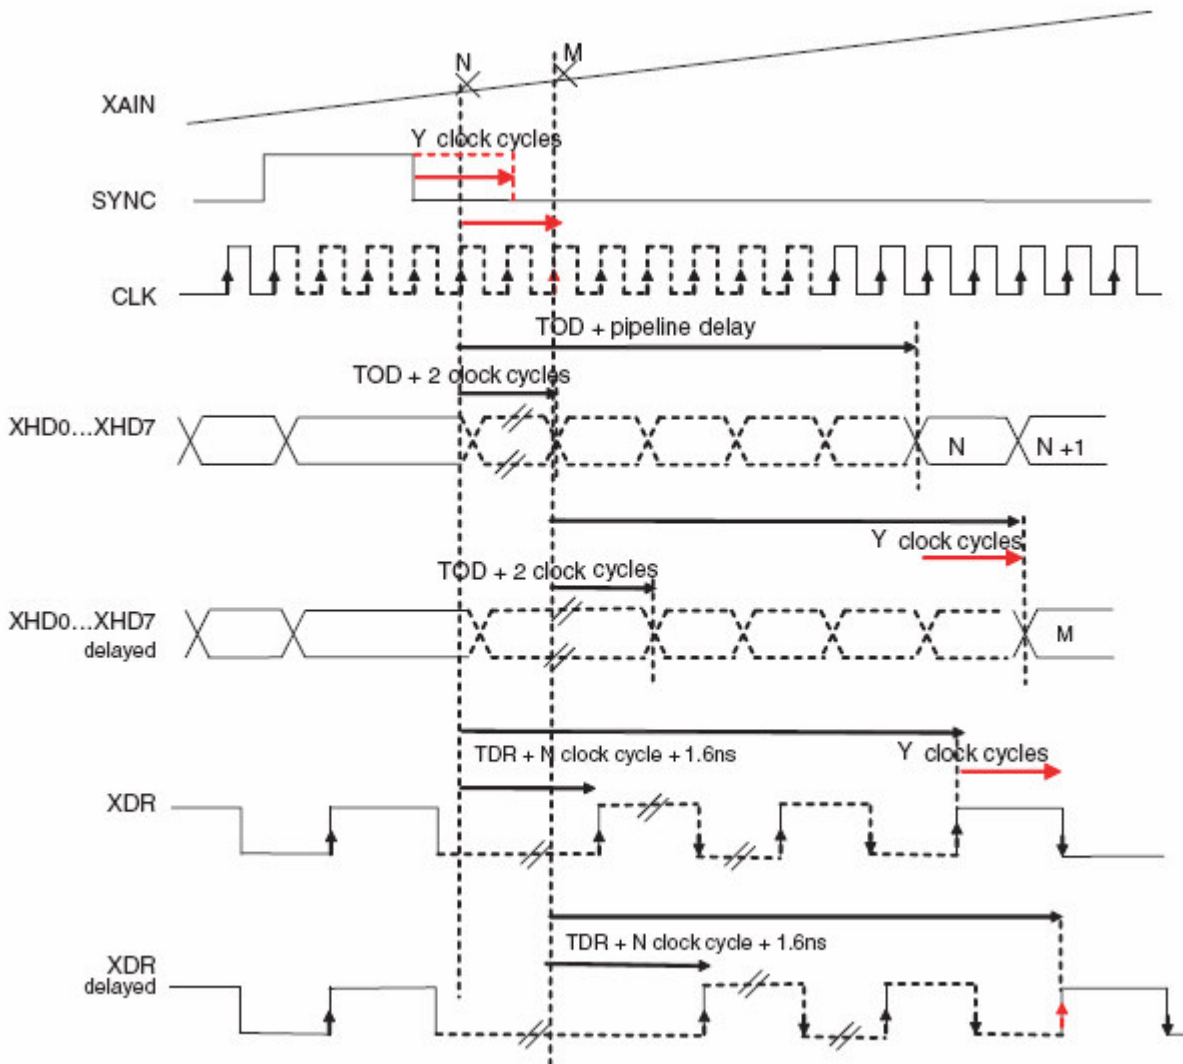 N
M
XAIN
Y clock cycles
SYNC
CLK
TOD + pipeline delay
TOD + 2 clock cycles
XHD0...XHD7
N
N +1
Y clock cycles
TOD + 2 clock cycles
XHD0...XHD7
delayed
M
TDR + N clock cycle + 1.6ns
Y clock cycles
XDR
TDR + N clock cycle + 1.6ns
XDR
delayed